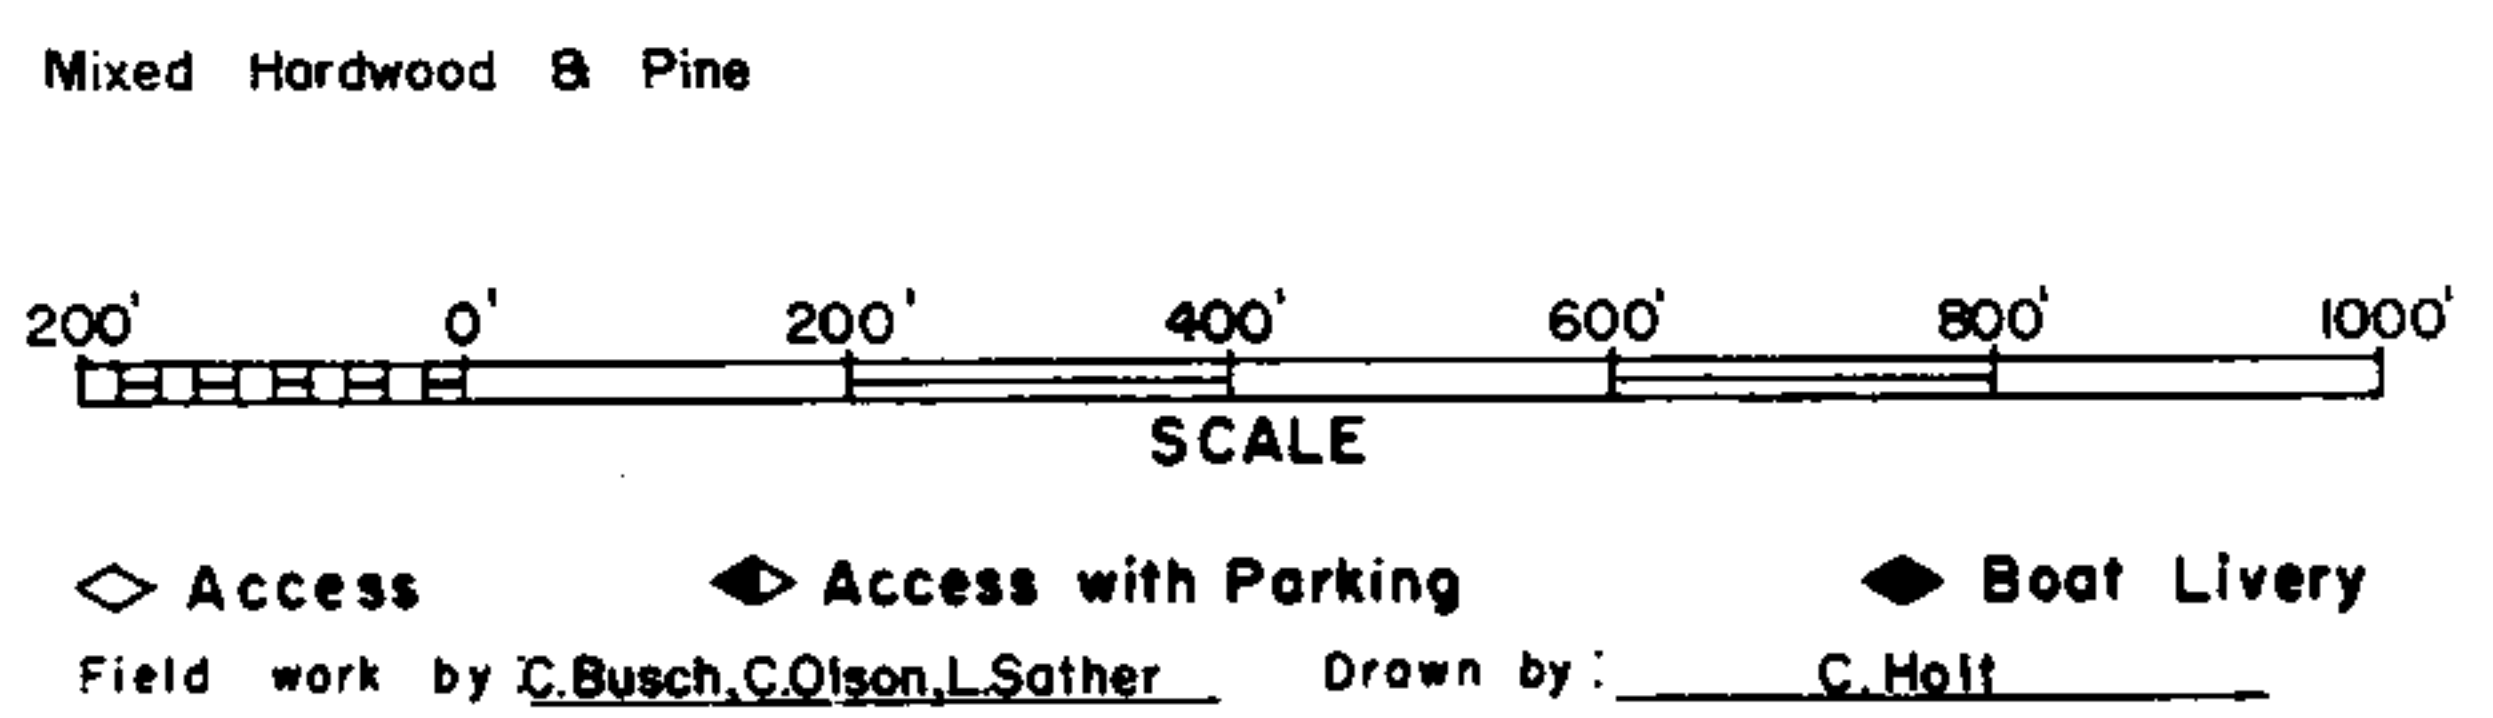 Mixed Hardwood & Pine
200' 0' 200' 400' 600' 800' 1000'
SCALE
Access Access with Parking Boat Livery
Field work by: C.Busch, C.Olson, L.Sather Drawn by: C. Holt